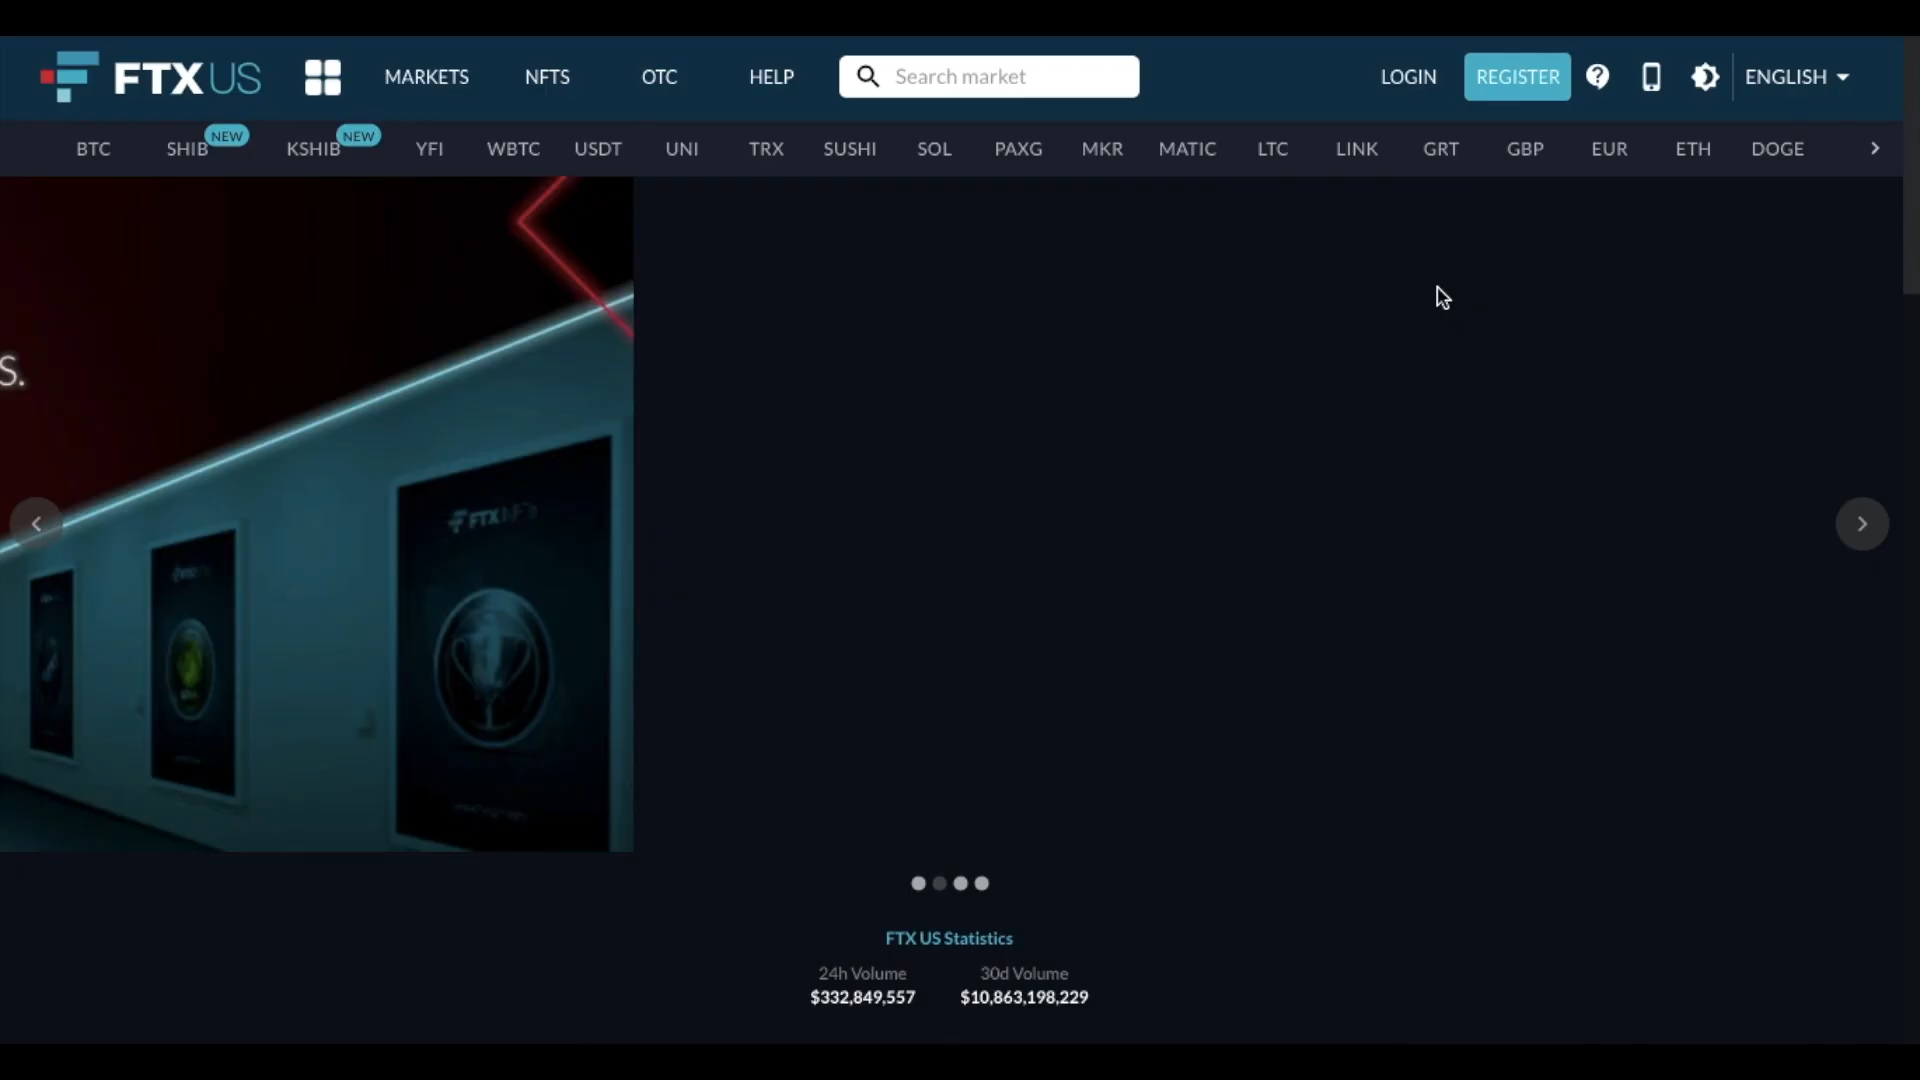 FTX US
MARKETS NFTS OTC HELP Search market LOGIN REGISTER ENGLISH
BTC SHIB NEW KSHIB NEW YFI WBTC USDT UNI TRX SUSHI SOL PAXG MKR MATIC LTC LINK GRT GBP EUR ETH DOGE
S.
FTX NFTs
FTX US Statistics
24h Volume 30d Volume
$332,849,557 $10,863,198,229